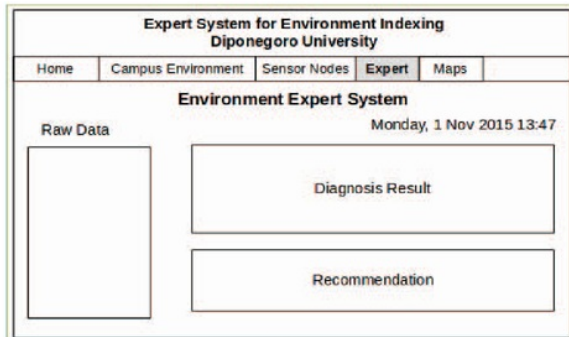 Expert System for Environment Indexing
Diponegoro University
Home Campus Environment Sensor Nodes Expert Maps
Environment Expert System
Raw Data
Monday, 1 Nov 2015 13:47
Diagnosis Result
Recommendation